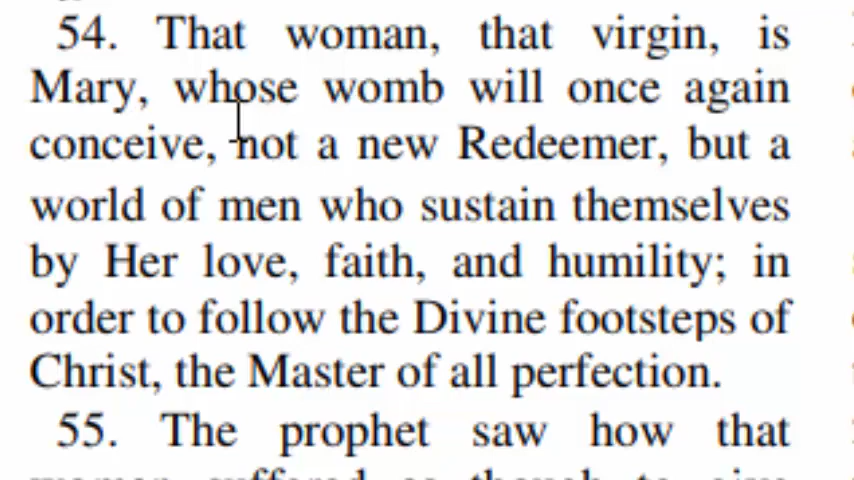 54. That woman, that virgin, is
Mary, whose womb will once again
conceive, not a new Redeemer, but a
world of men who sustain themselves
by Her love, faith, and humility; in
order to follow the Divine footsteps of
Christ, the Master of all perfection.
55. The prophet saw how that